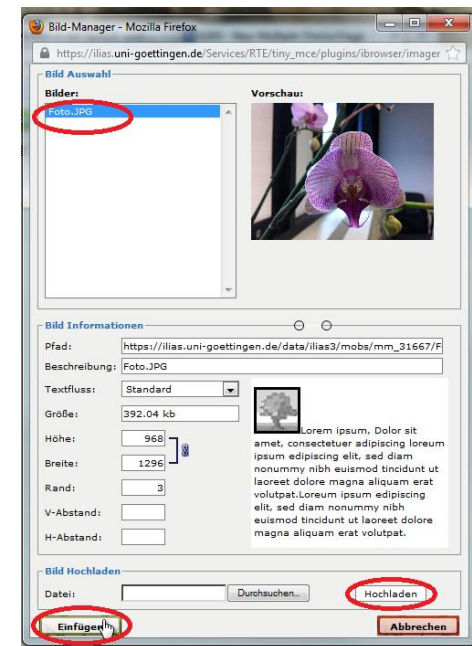 Bild-Manager - Mozilla Firefox
https://ilias.uni-goettingen.de/Services/RTE/tiny_mce/plugins/ibrowser/imager
Bild Auswahl
Bilder:
Vorschau:
Foto.JPG
Bild Informationen
Pfad: https://ilias.uni-goettingen.de/data/ilias3/mobs/mm_31667/F
Beschreibung: Foto.JPG
Textfluss: Standard
Größe: 392.04 kb
Höhe: 968
Breite: 1296
Rand: 3
V-Abstand:
H-Abstand:
Lorem ipsum, Dolor sit
amet, consectetuer adipiscing loreum
ipsum edipiscing elit, sed diam
nonummy nibh euismod tincidunt ut
laoreet dolore magna aliquam erat
volutpat.Loreum ipsum edipiscing
elit, sed diam nonummy nibh
euismod tincidunt ut laoreet dolore
magna aliquam erat volutpat.
Bild Hochladen
Datei: Durchsuchen... Hochladen
Einfügen Abbrechen